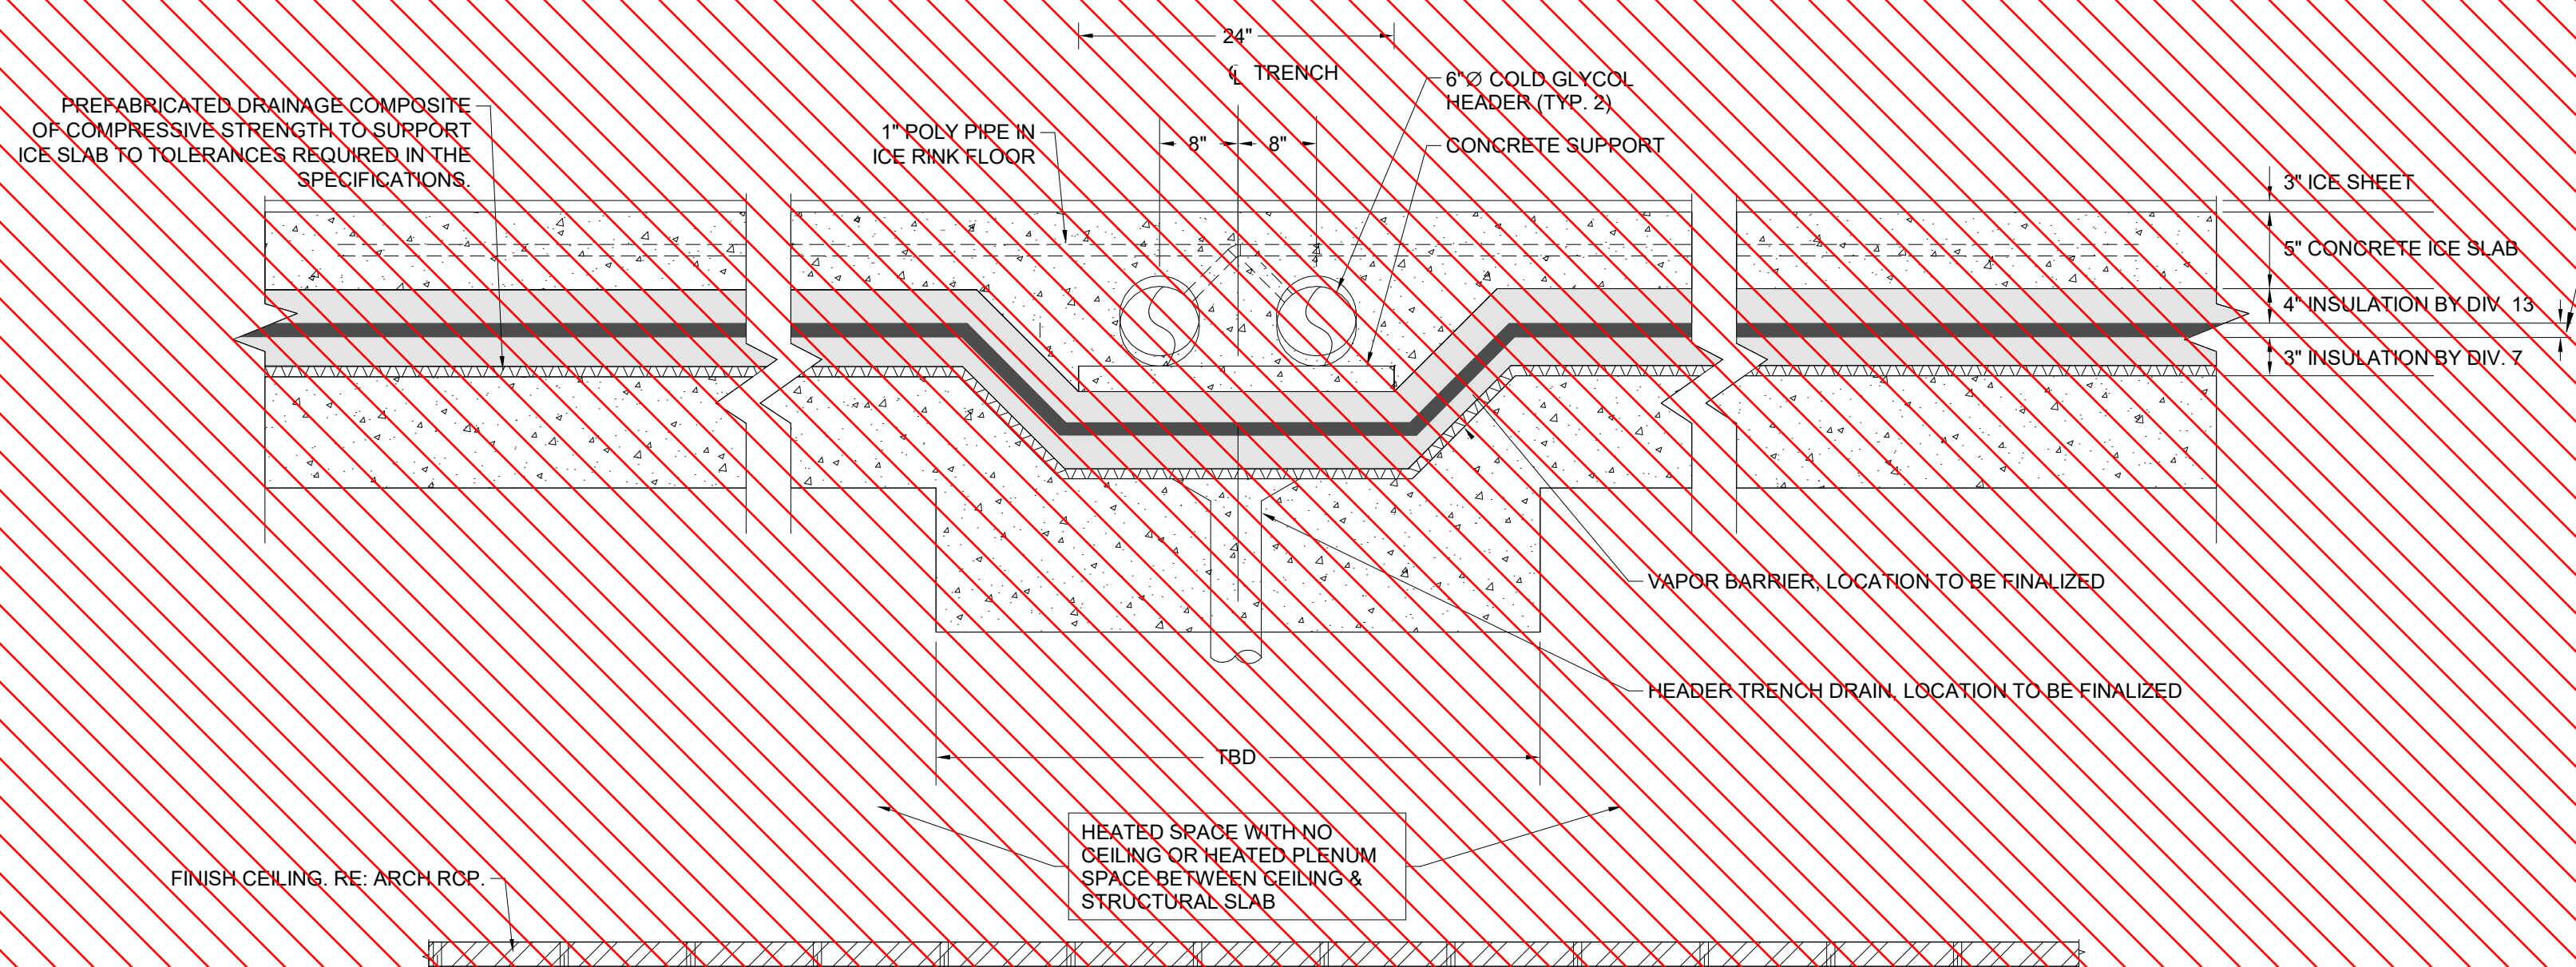 24"
℄ TRENCH
6"Ø COLD GLYCOL
HEADER (TYP. 2)
PREFABRICATED DRAINAGE COMPOSITE
OF COMPRESSIVE STRENGTH TO SUPPORT
ICE SLAB TO TOLERANCES REQUIRED IN THE
SPECIFICATIONS.
1" POLY PIPE IN
ICE RINK FLOOR
8"
8"
CONCRETE SUPPORT
3" ICE SHEET
5" CONCRETE ICE SLAB
4" INSULATION BY DIV. 13
3" INSULATION BY DIV. 7
VAPOR BARRIER, LOCATION TO BE FINALIZED
HEADER TRENCH DRAIN, LOCATION TO BE FINALIZED
TBD
HEATED SPACE WITH NO
CEILING OR HEATED PLENUM
SPACE BETWEEN CEILING &
STRUCTURAL SLAB
FINISH CEILING. RE: ARCH RCP.